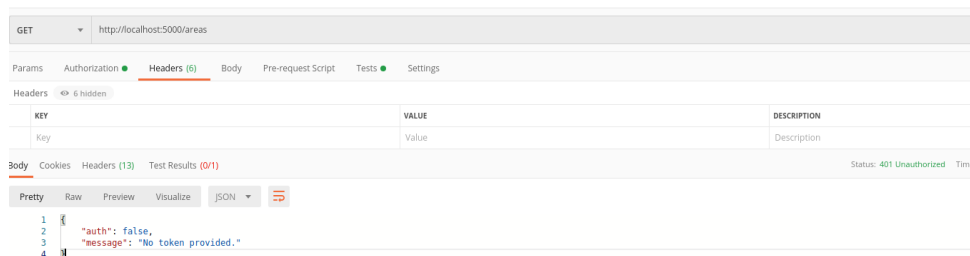 GET http://localhost:5000/areas
Params Authorization Headers (6) Body Pre-request Script Tests Settings
Headers 6 hidden
KEY VALUE DESCRIPTION
Key Value Description
Body Cookies Headers (13) Test Results (0/1) Status: 401 Unauthorized Tim
Pretty Raw Preview Visualize JSON
1 {
2 "auth": false,
3 "message": "No token provided."
4 }